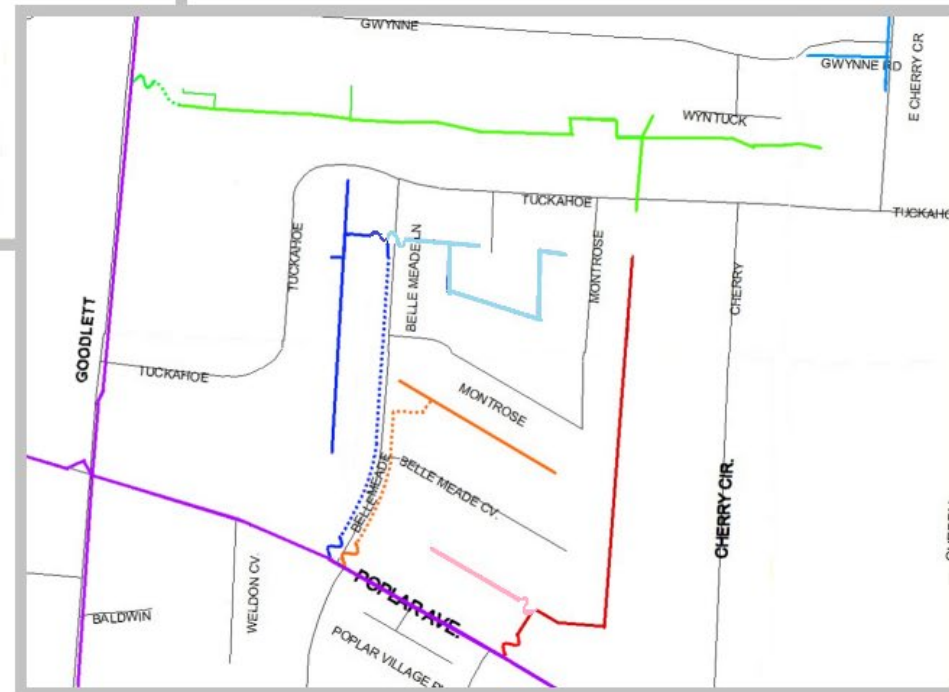 GWYNNE
GWYNNE RD
E CHERRY CR
WYNTUCK
TUCKAHOE
TUCKAHO
TUCKAHOE
BELLE MEADE LN
MONTROSE
CHERRY
GOODLETT
TUCKAHOE
MONTROSE
BELLE MEADE
BELLE MEADE CV.
CHERRY CIR.
POPLAR AVE.
WELDON CV.
BALDWIN
POPLAR VILLAGE